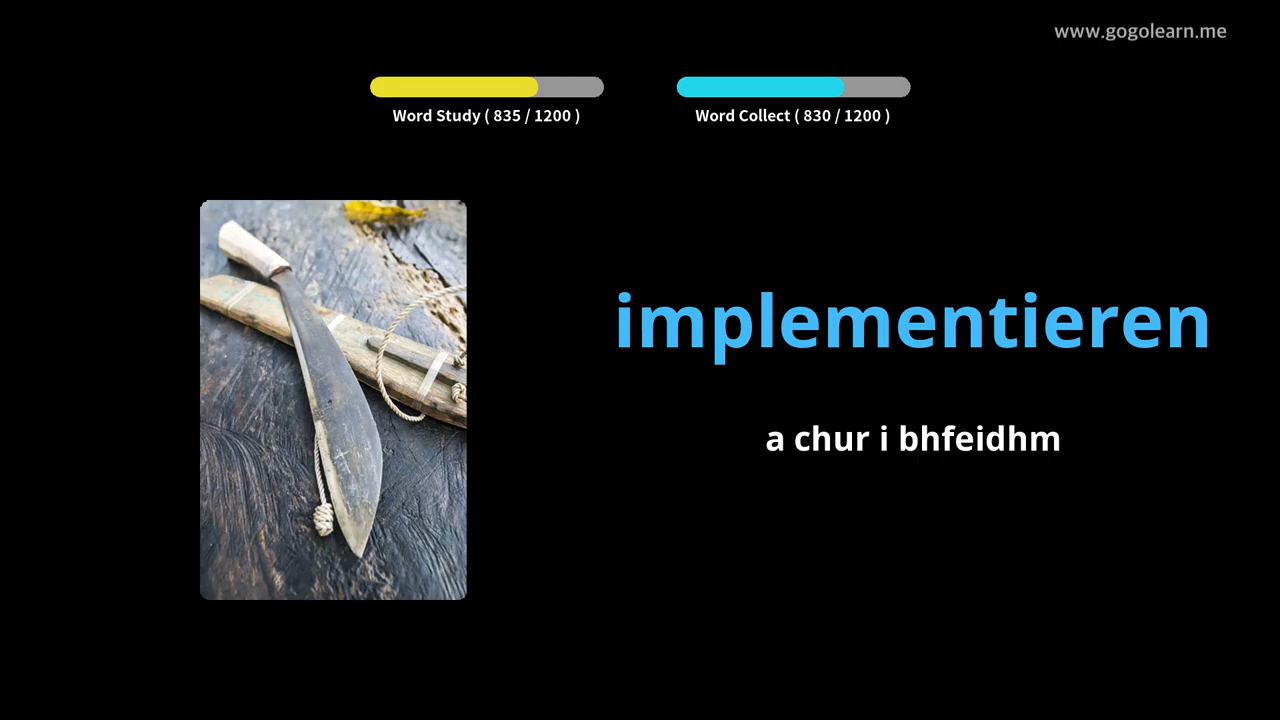 www.gogolearn.me
Word Study ( 835 / 1200 )
Word Collect ( 830 / 1200 )
implementieren
a chur i bhfeidhm